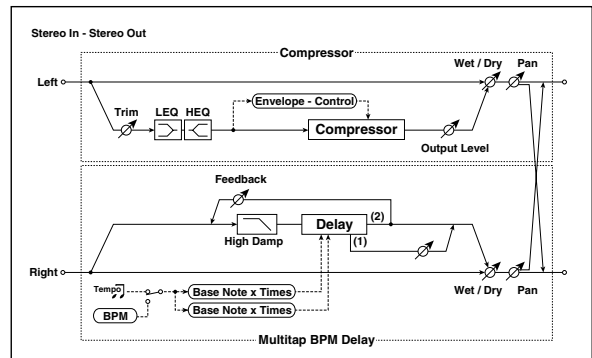 Stereo In - Stereo Out
Compressor
Wet / Dry
Pan
Left
Envelope - Control
Trim
LEQ
HEQ
Compressor
Output Level
Feedback
High Damp
Delay
(2)
(1)
Right
Wet / Dry
Pan
Tempo
BPM
Base Note x Times
Base Note x Times
Multitap BPM Delay